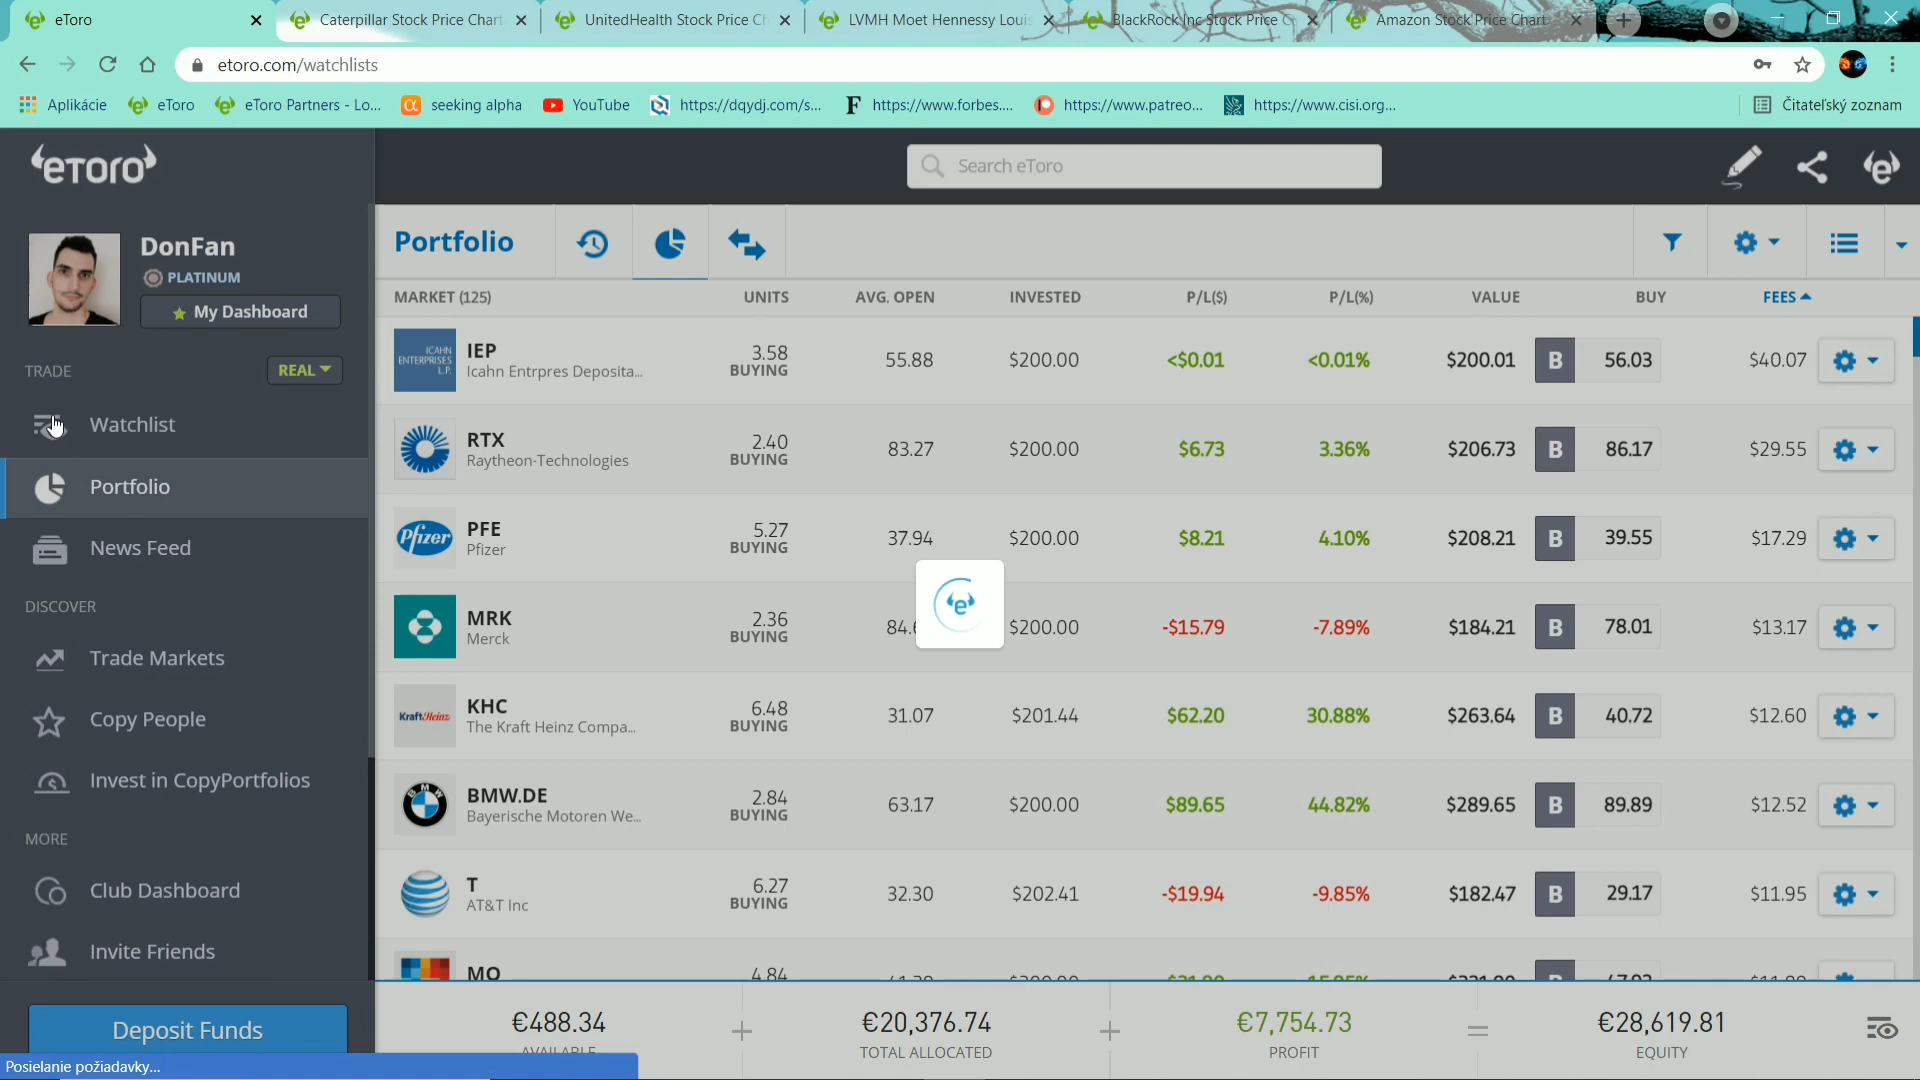 eToro
Caterpillar Stock Price Chart
UnitedHealth Stock Price Ch
LVMH Moet Hennessy Louis
BlackRock Inc Stock Price C
Amazon Stock Price Chart
etoro.com/watchlists
Aplikácie
eToro
eToro Partners - Lo...
seeking alpha
YouTube
https://dqydj.com/s...
https://www.forbes....
https://www.patreo...
https://www.cisi.org...
Čitateľský zoznam
eToro
Search eToro
DonFan
PLATINUM
My Dashboard
TRADE
REAL
Watchlist
Portfolio
News Feed
DISCOVER
Trade Markets
Copy People
Invest in CopyPortfolios
MORE
Club Dashboard
Invite Friends
Deposit Funds
Posielanie požiadavky...
Portfolio
MARKET (125) UNITS AVG. OPEN INVESTED P/L($) P/L(%) VALUE BUY FEES
ICAHN ENTERPRISES L.P.
IEP 3.58 55.88 $200.00 <$0.01 <0.01% $200.01 B 56.03 $40.07
Icahn Entrpres Deposita... BUYING
RTX 2.40 83.27 $200.00 $6.73 3.36% $206.73 B 86.17 $29.55
Raytheon-Technologies BUYING
Pfizer
PFE 5.27 37.94 $200.00 $8.21 4.10% $208.21 B 39.55 $17.29
Pfizer BUYING
MRK 2.36 84. $200.00 -$15.79 -7.89% $184.21 B 78.01 $13.17
Merck BUYING
KraftHeinz
KHC 6.48 31.07 $201.44 $62.20 30.88% $263.64 B 40.72 $12.60
The Kraft Heinz Compa... BUYING
BMW
BMW.DE 2.84 63.17 $200.00 $89.65 44.82% $289.65 B 89.89 $12.52
Bayerische Motoren We... BUYING
T 6.27 32.30 $202.41 -$19.94 -9.85% $182.47 B 29.17 $11.95
AT&T Inc BUYING
MO 4.84
€488.34 + €20,376.74 + €7,754.73 = €28,619.81
AVAILABLE TOTAL ALLOCATED PROFIT EQUITY